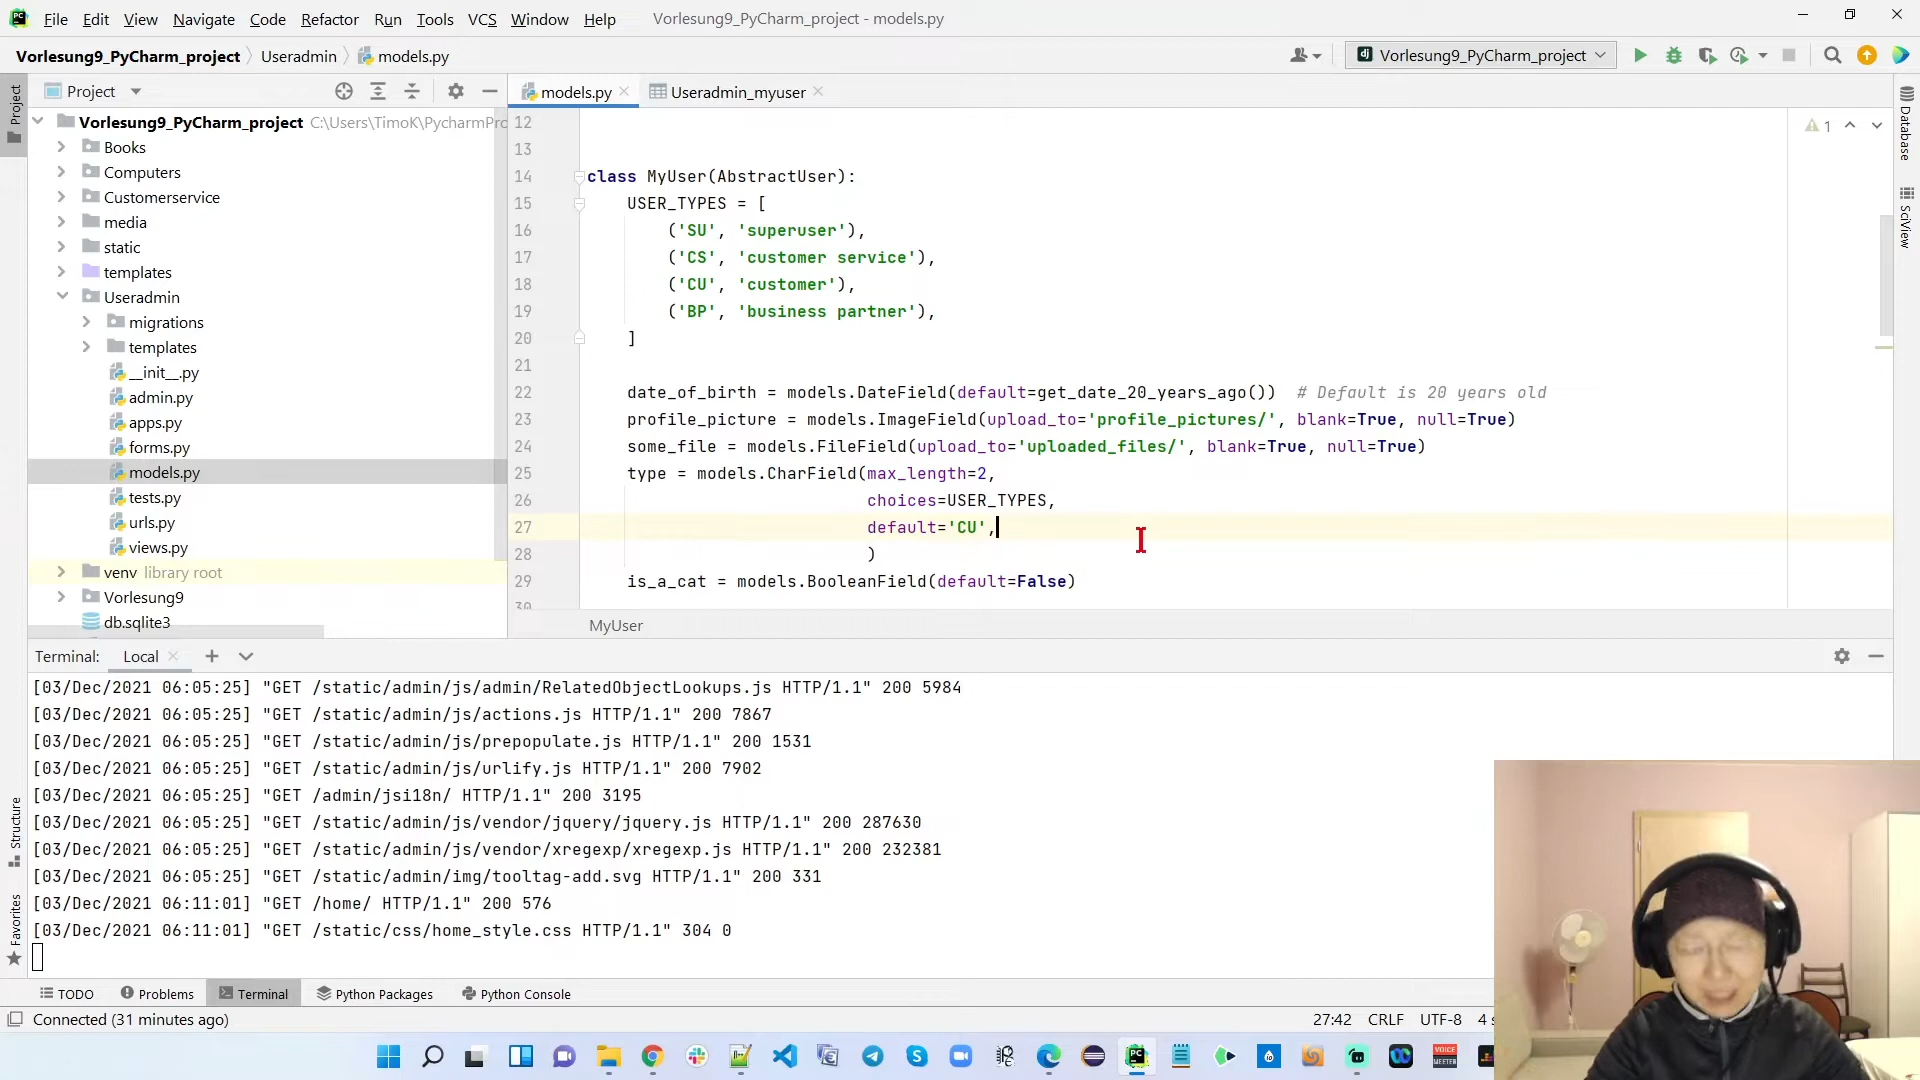 File Edit View Navigate Code Refactor Run Tools VCS Window Help Vorlesung9_PyCharm_project - models.py
Vorlesung9_PyCharm_project Useradmin models.py
Vorlesung9_PyCharm_project
Project
models.py
Useradmin_myuser
Project
Vorlesung9_PyCharm_project C:\Users\TimoK\PycharmPro
Books
Computers
Customerservice
media
static
templates
Useradmin
migrations
templates
__init__.py
admin.py
apps.py
forms.py
models.py
tests.py
urls.py
views.py
venv library root
Vorlesung9
db.sqlite3
12
13
14 class MyUser(AbstractUser):
15 USER_TYPES = [
16 ('SU', 'superuser'),
17 ('CS', 'customer service'),
18 ('CU', 'customer'),
19 ('BP', 'business partner'),
20 ]
21
22 date_of_birth = models.DateField(default=get_date_20_years_ago()) # Default is 20 years old
23 profile_picture = models.ImageField(upload_to='profile_pictures/', blank=True, null=True)
24 some_file = models.FileField(upload_to='uploaded_files/', blank=True, null=True)
25 type = models.CharField(max_length=2,
26 choices=USER_TYPES,
27 default='CU',
28 )
29 is_a_cat = models.BooleanField(default=False)
30
MyUser
1
Database
SciView
Terminal: Local
[03/Dec/2021 06:05:25] "GET /static/admin/js/admin/RelatedObjectLookups.js HTTP/1.1" 200 5984
[03/Dec/2021 06:05:25] "GET /static/admin/js/actions.js HTTP/1.1" 200 7867
[03/Dec/2021 06:05:25] "GET /static/admin/js/prepopulate.js HTTP/1.1" 200 1531
[03/Dec/2021 06:05:25] "GET /static/admin/js/urlify.js HTTP/1.1" 200 7902
[03/Dec/2021 06:05:25] "GET /admin/jsi18n/ HTTP/1.1" 200 3195
[03/Dec/2021 06:05:25] "GET /static/admin/js/vendor/jquery/jquery.js HTTP/1.1" 200 287630
[03/Dec/2021 06:05:25] "GET /static/admin/js/vendor/xregexp/xregexp.js HTTP/1.1" 200 232381
[03/Dec/2021 06:05:25] "GET /static/admin/img/tooltag-add.svg HTTP/1.1" 200 331
[03/Dec/2021 06:11:01] "GET /home/ HTTP/1.1" 200 576
[03/Dec/2021 06:11:01] "GET /static/css/home_style.css HTTP/1.1" 304 0
Structure
Favorites
TODO Problems Terminal Python Packages Python Console
Connected (31 minutes ago)
27:42 CRLF UTF-8 4 s